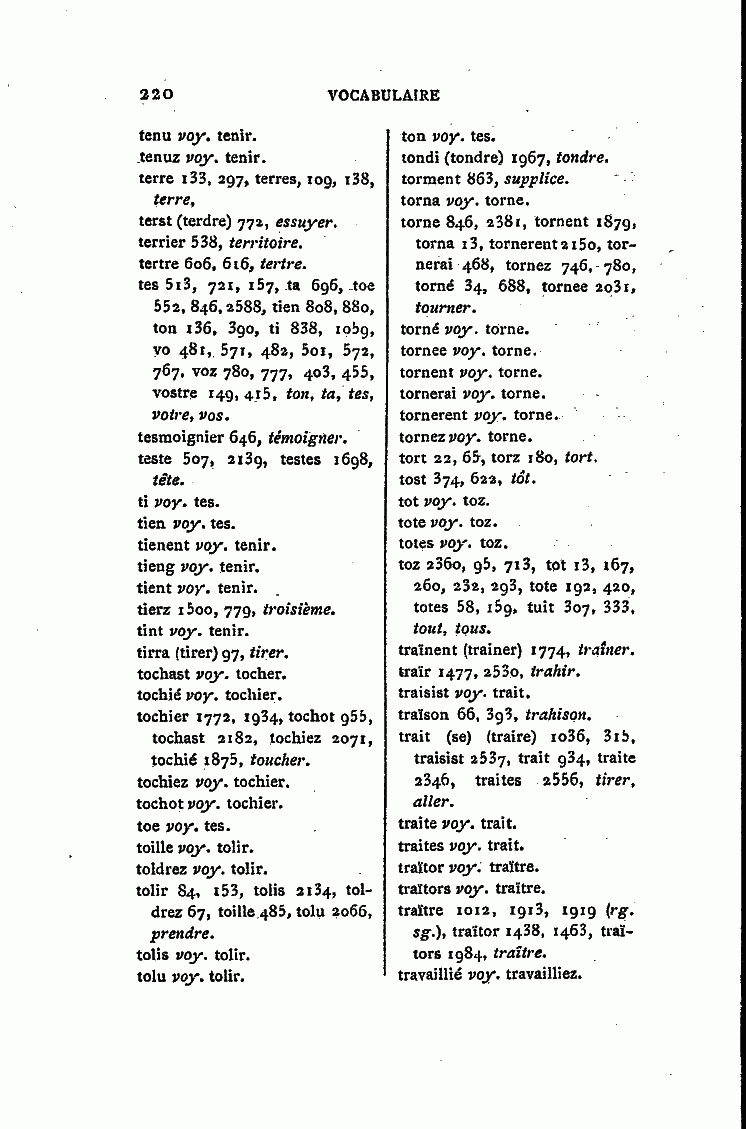 220 VOCABULAIRE
tenu voy. tenir.
tenuz voy. tenir.
terre 133, 297, terres, 109, 138,
terre,
terst (terdre) 772, essuyer.
terrier 538, territoire.
tertre 606, 616, tertre.
tes 513, 721, 157, ta 696, toe
552, 846, 2588, tien 808, 880,
ton 136, 390, ti 838, 1059,
vo 481, 571, 482, 501, 572,
767, voz 780, 777, 403, 455,
vostre 149, 415, ton, ta, tes,
votre, vos.
tesmoignier 646, témoigner.
teste 507, 2139, testes 1698,
tête.
ti voy. tes.
tien voy. tes.
tienent voy. tenir.
tieng voy. tenir.
tient voy. tenir.
tierz 1500, 779, troisième.
tint voy. tenir.
tirra (tirer) 97, tirer.
tochast voy. tocher.
tochié voy. tochier.
tochier 1772, 1934, tochot 955,
tochast 2182, tochiez 2071,
tochié 1875, toucher.
tochiez voy. tochier.
tochot voy. tochier.
toe voy. tes.
toille voy. tolir.
toldrez voy. tolir.
tolir 84, 153, tolis 2134, tol-
drez 67, toille 485, tolu 2066,
prendre.
tolis voy. tolir.
tolu voy. tolir.
ton voy. tes.
tondi (tondre) 1967, tondre.
torment 863, supplice.
torna voy. torne.
torne 846, 2381, tornent 1879,
torna 13, tornerent 2150, tor-
nerai 468, tornez 746, 780,
torné 34, 688, tornee 2031,
tourner.
torné voy. torne.
tornee voy. torne.
tornent voy. torne.
tornerai voy. torne.
tornerent voy. torne.
tornez voy. torne.
tort 22, 65, torz 180, tort.
tost 374, 622, tôt.
tot voy. toz.
tote voy. toz.
totes voy. toz.
toz 2360, 95, 713, tot 13, 167,
260, 232, 293, tote 192, 420,
totes 58, 159, tuit 307, 333,
tout, tous.
traïnent (trainer) 1774, traîner.
traïr 1477, 2530, trahir.
traisist voy. trait.
traïson 66, 393, trahison.
trait (se) (traire) 1036, 315,
traisist 2537, trait 934, traite
2346, traites 2556, tirer,
aller.
traite voy. trait.
traites voy. trait.
traïtor voy. traïtre.
traïtors voy. traïtre.
traïtre 1012, 1913, 1919 (rg.
sg.), traïtor 1438, 1463, traï-
tors 1984, traître.
travaillié voy. travailliez.